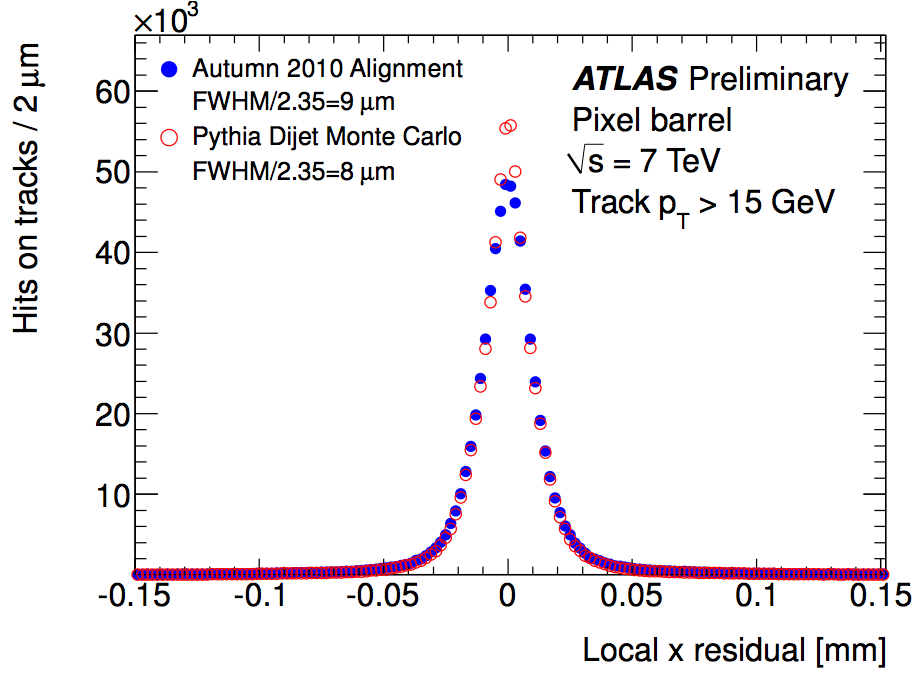 ×10³
Hits on tracks / 2 μm
60
50
40
30
20
10
Autumn 2010 Alignment
FWHM/2.35=9 μm
Pythia Dijet Monte Carlo
FWHM/2.35=8 μm
ATLAS Preliminary
Pixel barrel
√s = 7 TeV
Track p_T > 15 GeV
-0.15 -0.1 -0.05 0 0.05 0.1 0.15
Local x residual [mm]